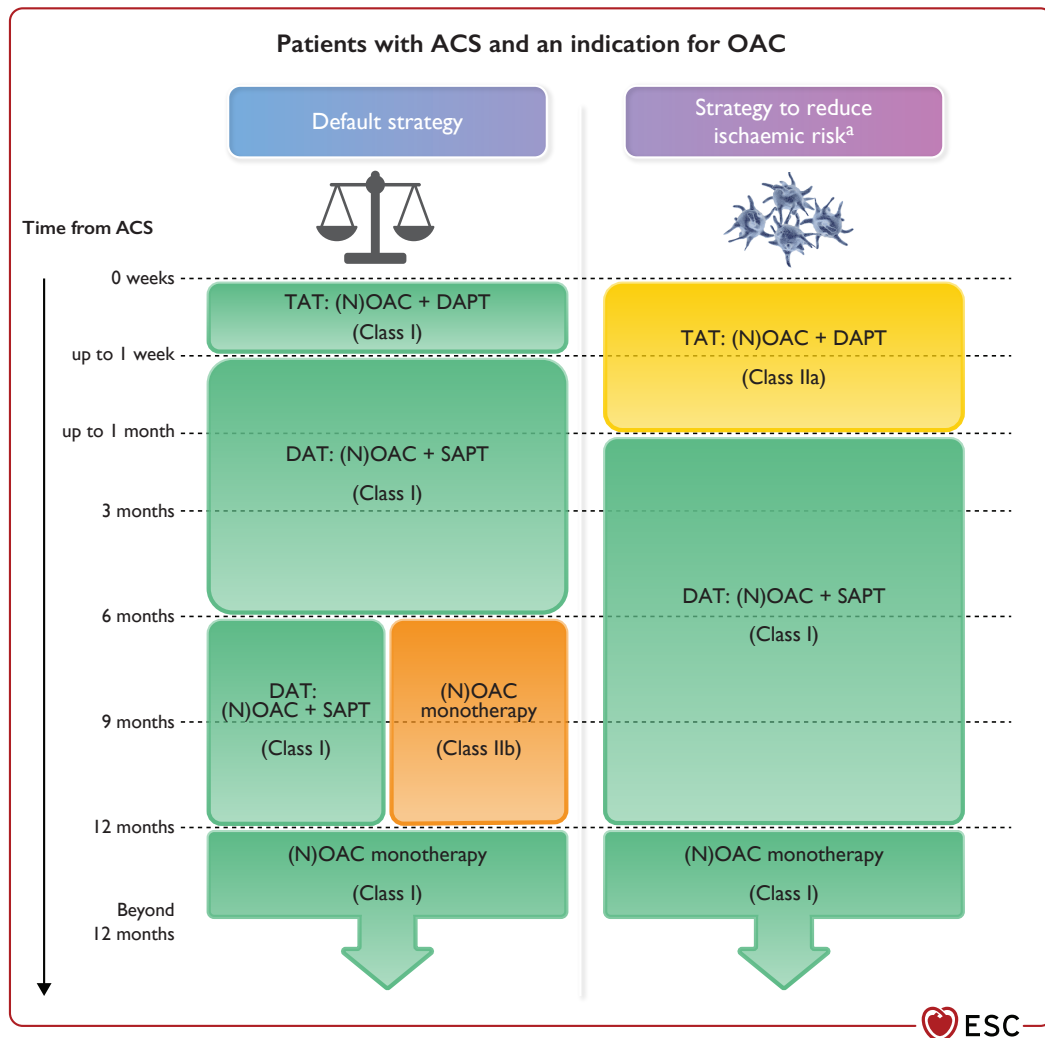 Patients with ACS and an indication for OAC
Default strategy
Strategy to reduce
ischaemic riskª
Time from ACS
0 weeks
TAT: (N)OAC + DAPT
(Class I)
TAT: (N)OAC + DAPT
(Class IIa)
up to 1 week
up to 1 month
DAT: (N)OAC + SAPT
(Class I)
3 months
DAT: (N)OAC + SAPT
(Class I)
6 months
DAT:
(N)OAC + SAPT
(Class I)
(N)OAC
monotherapy
(Class IIb)
9 months
12 months
(N)OAC monotherapy
(Class I)
(N)OAC monotherapy
(Class I)
Beyond
12 months
ESC